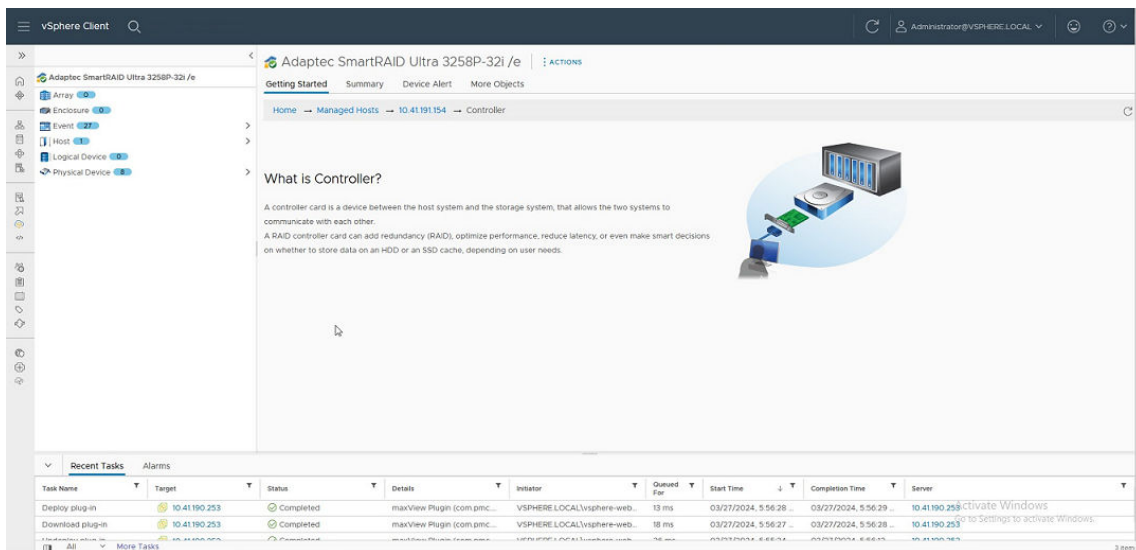 vSphere Client
Administrator@VSPHERE.LOCAL
Adaptec SmartRAID Ultra 3258P-32i /e
Array 0
Enclosure 0
Event 27
Host 1
Logical Device 0
Physical Device 8
Adaptec SmartRAID Ultra 3258P-32i /e ACTIONS
Getting Started Summary Device Alert More Objects
Home → Managed Hosts → 10.41.191.154 → Controller
What is Controller?
A controller card is a device between the host system and the storage system, that allows the two systems to
communicate with each other.
A RAID controller card can add redundancy (RAID), optimize performance, reduce latency, or even make smart decisions
on whether to store data on an HDD or an SSD cache, depending on user needs.
Recent Tasks Alarms
Task Name Target Status Details Initiator Queued For Start Time Completion Time Server
Deploy plug-in 10.41.190.253 Completed maxView Plugin (com.pmc... VSPHERE.LOCAL\vsphere-web... 13 ms 03/27/2024, 5:56:28 ... 03/27/2024, 5:56:29 ... 10.41.190.253
Download plug-in 10.41.190.253 Completed maxView Plugin (com.pmc... VSPHERE.LOCAL\vsphere-web... 18 ms 03/27/2024, 5:56:27 ... 03/27/2024, 5:56:28 ... 10.41.190.253
Activate Windows
Go to Settings to activate Windows.
All More Tasks